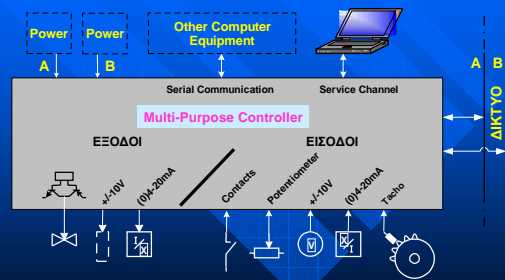 Power
Power
Other Computer
Equipment
A
B
A
B
ΔΙΚΤΥΟ
Serial Communication
Service Channel
Multi-Purpose Controller
ΕΞΟΔΟΙ
ΕΙΣΟΔΟΙ
+/-10V
(0)4-20mA
Contacts
Potentiometer
+/-10V
(0)4-20mA
Tacho
I
X
V
X
I